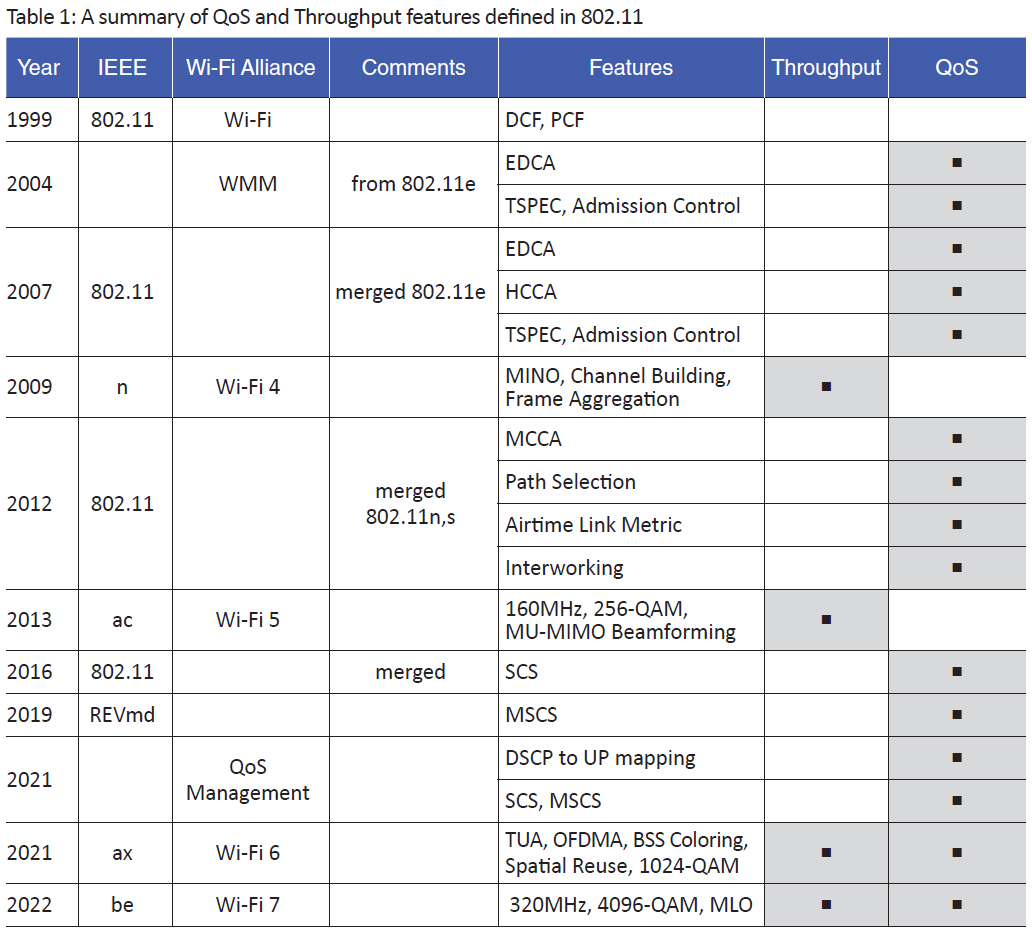 Table 1: A summary of QoS and Throughput features defined in 802.11
Year IEEE Wi-Fi Alliance Comments Features Throughput QoS
1999 802.11 Wi-Fi DCF, PCF
2004 WMM from 802.11e EDCA ■
TSPEC, Admission Control ■
2007 802.11 merged 802.11e EDCA ■
HCCA ■
TSPEC, Admission Control ■
2009 n Wi-Fi 4 MINO, Channel Building,
Frame Aggregation ■
2012 802.11 merged
802.11n,s MCCA ■
Path Selection ■
Airtime Link Metric ■
Interworking ■
2013 ac Wi-Fi 5 160MHz, 256-QAM,
MU-MIMO Beamforming ■
2016 802.11 merged SCS ■
2019 REVmd MSCS ■
2021 QoS
Management DSCP to UP mapping ■
SCS, MSCS ■
2021 ax Wi-Fi 6 TUA, OFDMA, BSS Coloring,
Spatial Reuse, 1024-QAM ■ ■
2022 be Wi-Fi 7 320MHz, 4096-QAM, MLO ■ ■